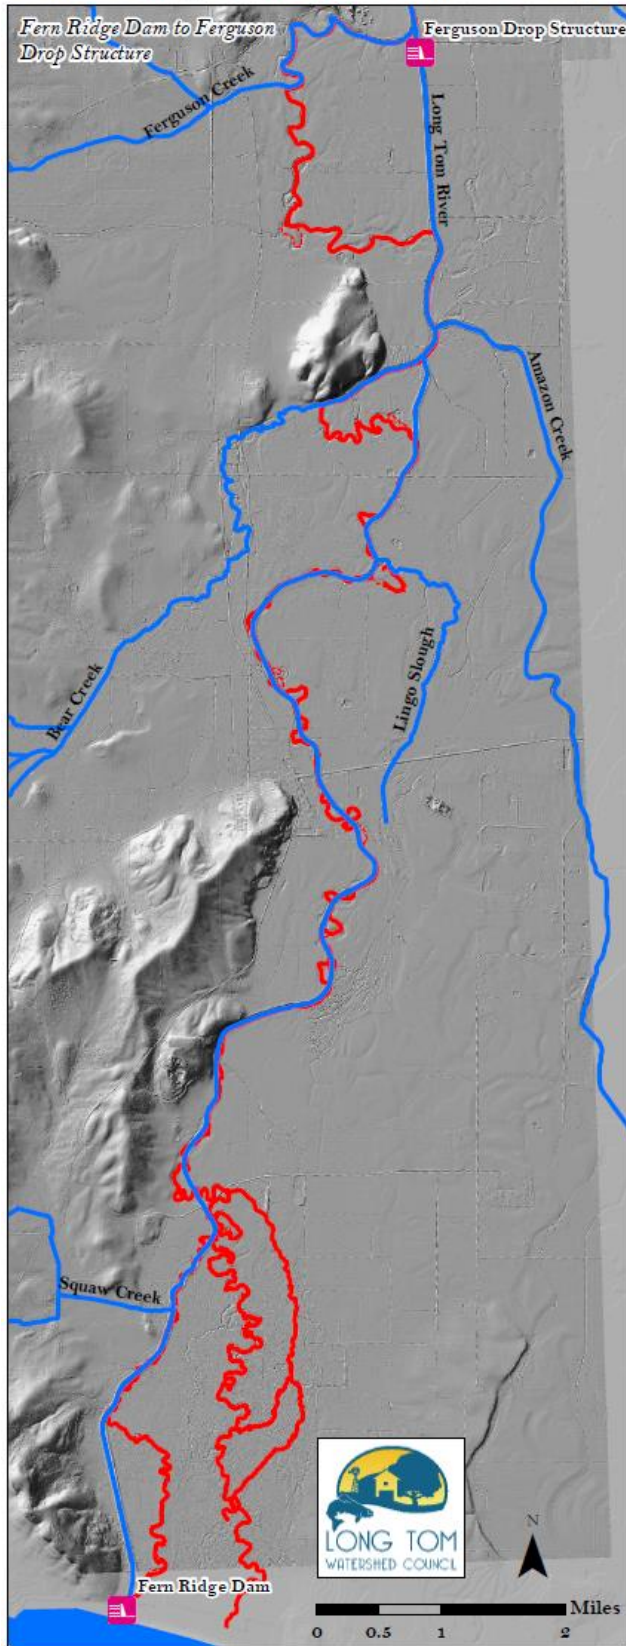 Fern Ridge Dam to Ferguson
Drop Structure
Ferguson Drop Structure
Ferguson Creek
Long Tom River
Amazon Creek
Bear Creek
Lingo Slough
Squaw Creek
LONG TOM
WATERSHED COUNCIL
N
Fern Ridge Dam
Miles
0 0.5 1 2